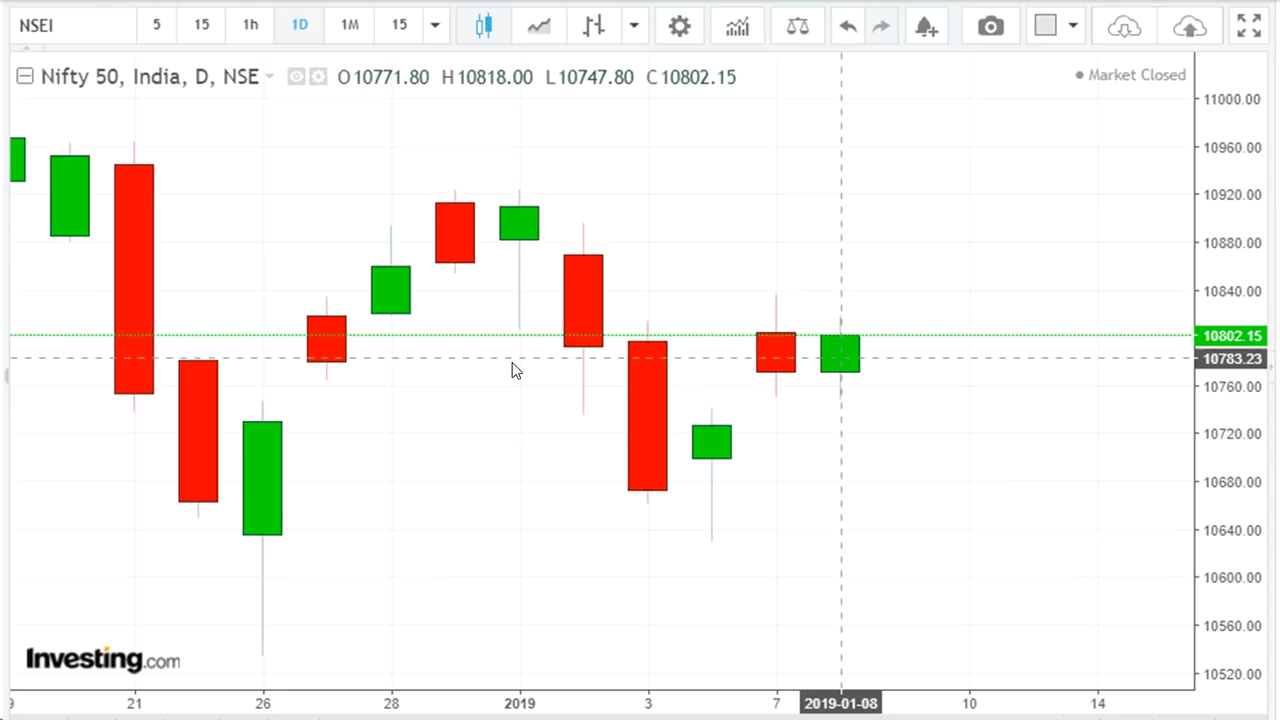 NSEI 5 15 1h 1D 1M 15
Nifty 50, India, D, NSE O10771.80 H10818.00 L10747.80 C10802.15
Market Closed
11000.00
10960.00
10920.00
10880.00
10840.00
10802.15
10783.23
10760.00
10720.00
10680.00
10640.00
10600.00
10560.00
10520.00
Investing.com
9 21 26 28 2019 3 7 2019-01-08 10 14